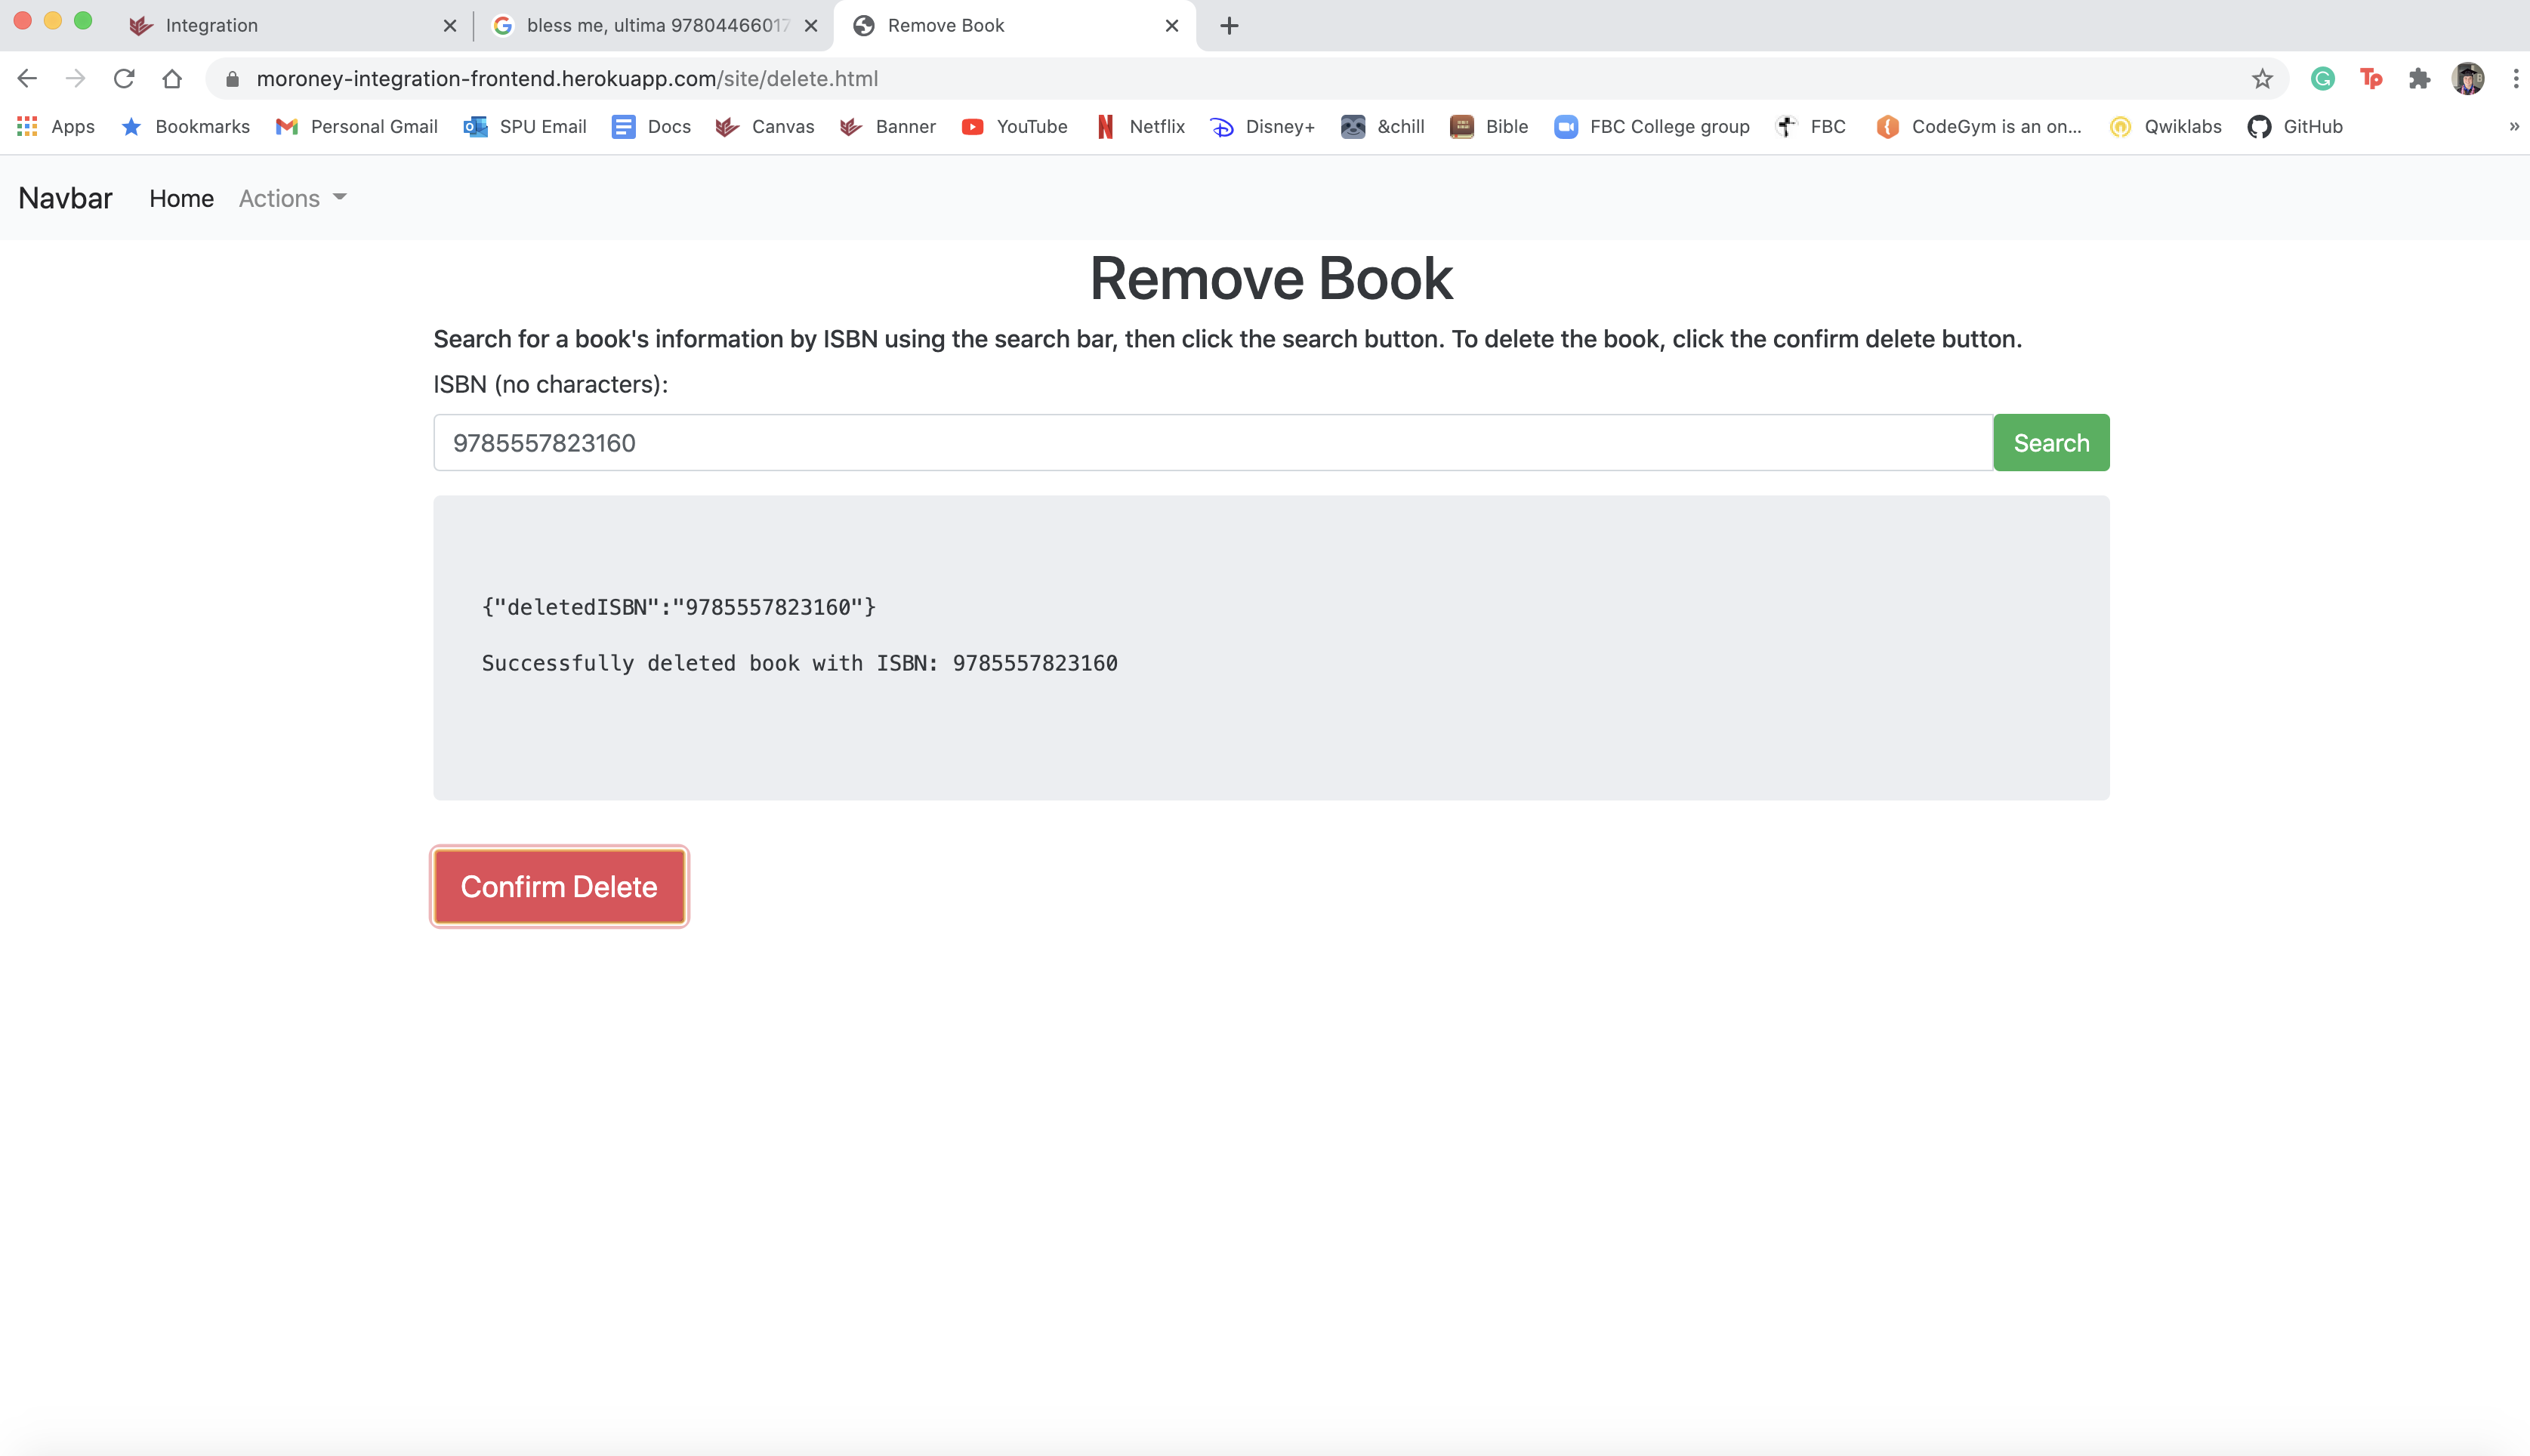 Integration
bless me, ultima 97804466017
Remove Book
moroney-integration-frontend.herokuapp.com/site/delete.html
Apps Bookmarks Personal Gmail SPU Email Docs Canvas Banner YouTube Netflix Disney+ &chill Bible FBC College group FBC CodeGym is an on... Qwiklabs GitHub »
Navbar Home Actions
Remove Book
Search for a book's information by ISBN using the search bar, then click the search button. To delete the book, click the confirm delete button.
ISBN (no characters):
9785557823160 Search
{"deletedISBN":"9785557823160"}
Successfully deleted book with ISBN: 9785557823160
Confirm Delete